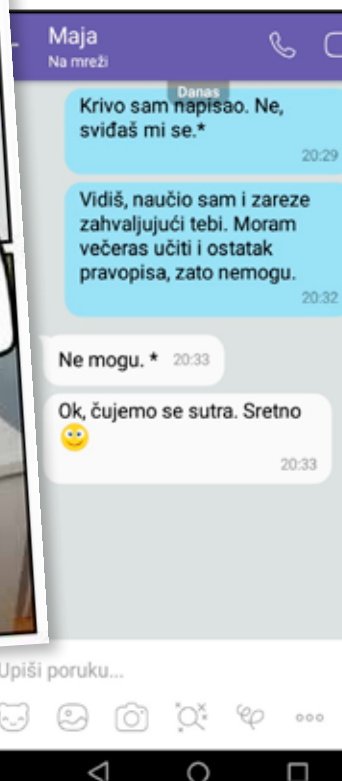 Maja
Na mreži
Danas
Krivo sam napisao. Ne,
sviđaš mi se.*
20:29
Vidiš, naučio sam i zareze
zahvaljujući tebi. Moram
večeras učiti i ostatak
pravopisa, zato nemogu.
20:32
Ne mogu. * 20:33
Ok, čujemo se sutra. Sretno
20:33
Upiši poruku...